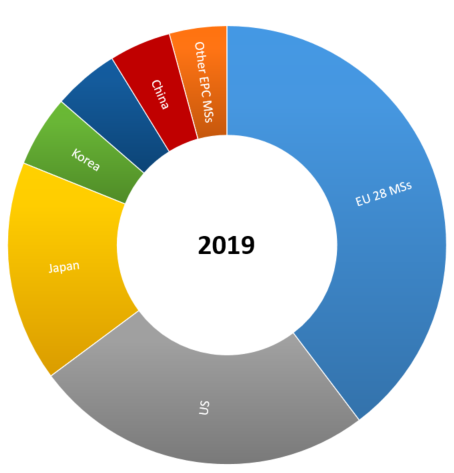 Other EPC MSs
China
EU 28 MSs
Korea
2019
Japan
US